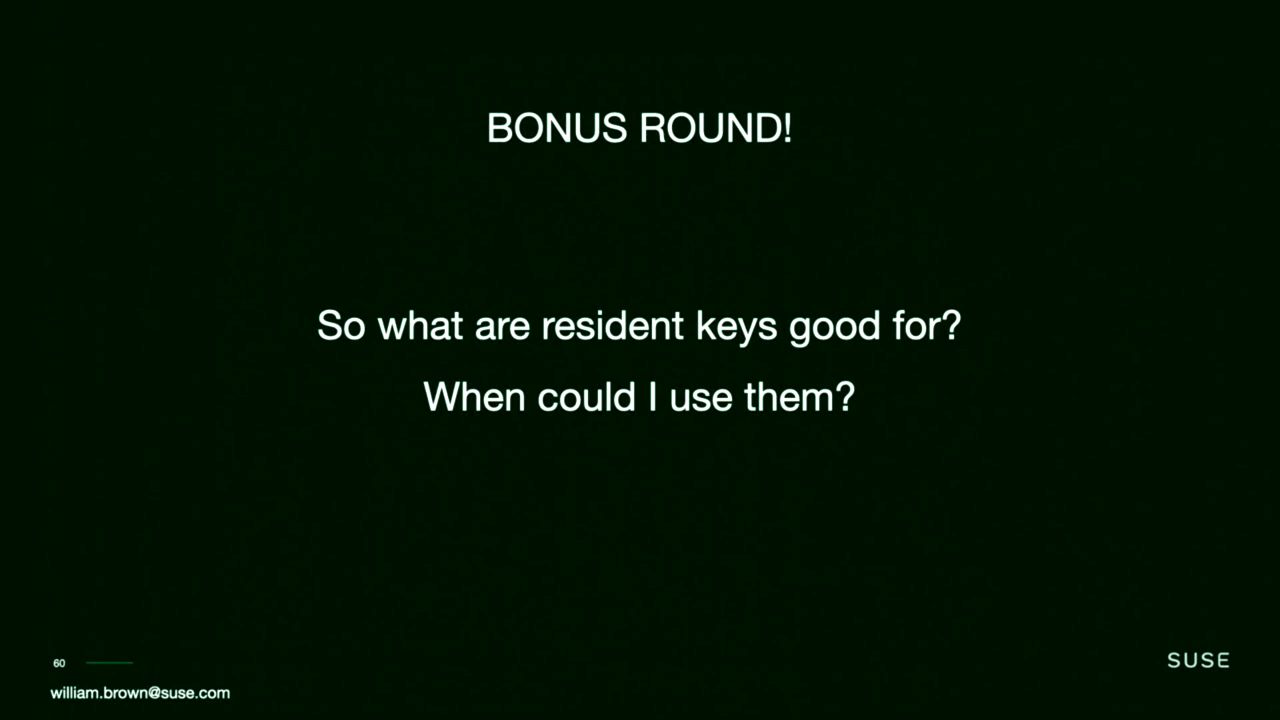 BONUS ROUND!
So what are resident keys good for?
When could I use them?
60
SUSE
william.brown@suse.com